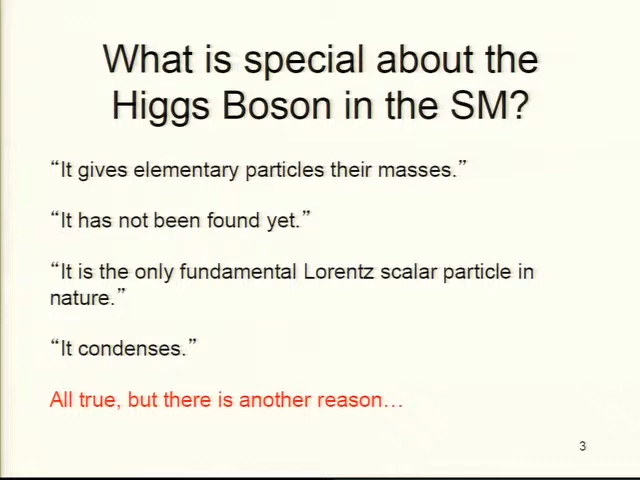 What is special about the
Higgs Boson in the SM?
“It gives elementary particles their masses.”
“It has not been found yet.”
“It is the only fundamental Lorentz scalar particle in
nature.”
“It condenses.”
All true, but there is another reason…
3